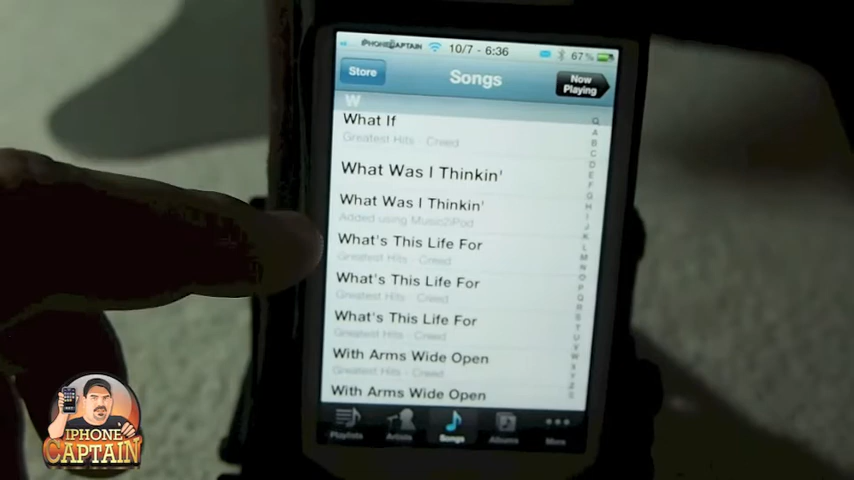 iPHONECAPTAIN 10/7 - 6:36 67%
Store
Songs
Now Playing
W
What If
Greatest Hits - Creed
What Was I Thinkin'
What Was I Thinkin'
Added using Music2iPod
What's This Life For
Greatest Hits - Creed
What's This Life For
Greatest Hits - Creed
What's This Life For
Greatest Hits - Creed
With Arms Wide Open
Greatest Hits - Creed
With Arms Wide Open
A
B
C
D
E
F
G
H
I
J
K
L
M
N
O
P
Q
R
S
T
U
V
W
X
Y
Z
Playlists
Artists
Songs
Albums
More
IPHONE
CAPTAIN